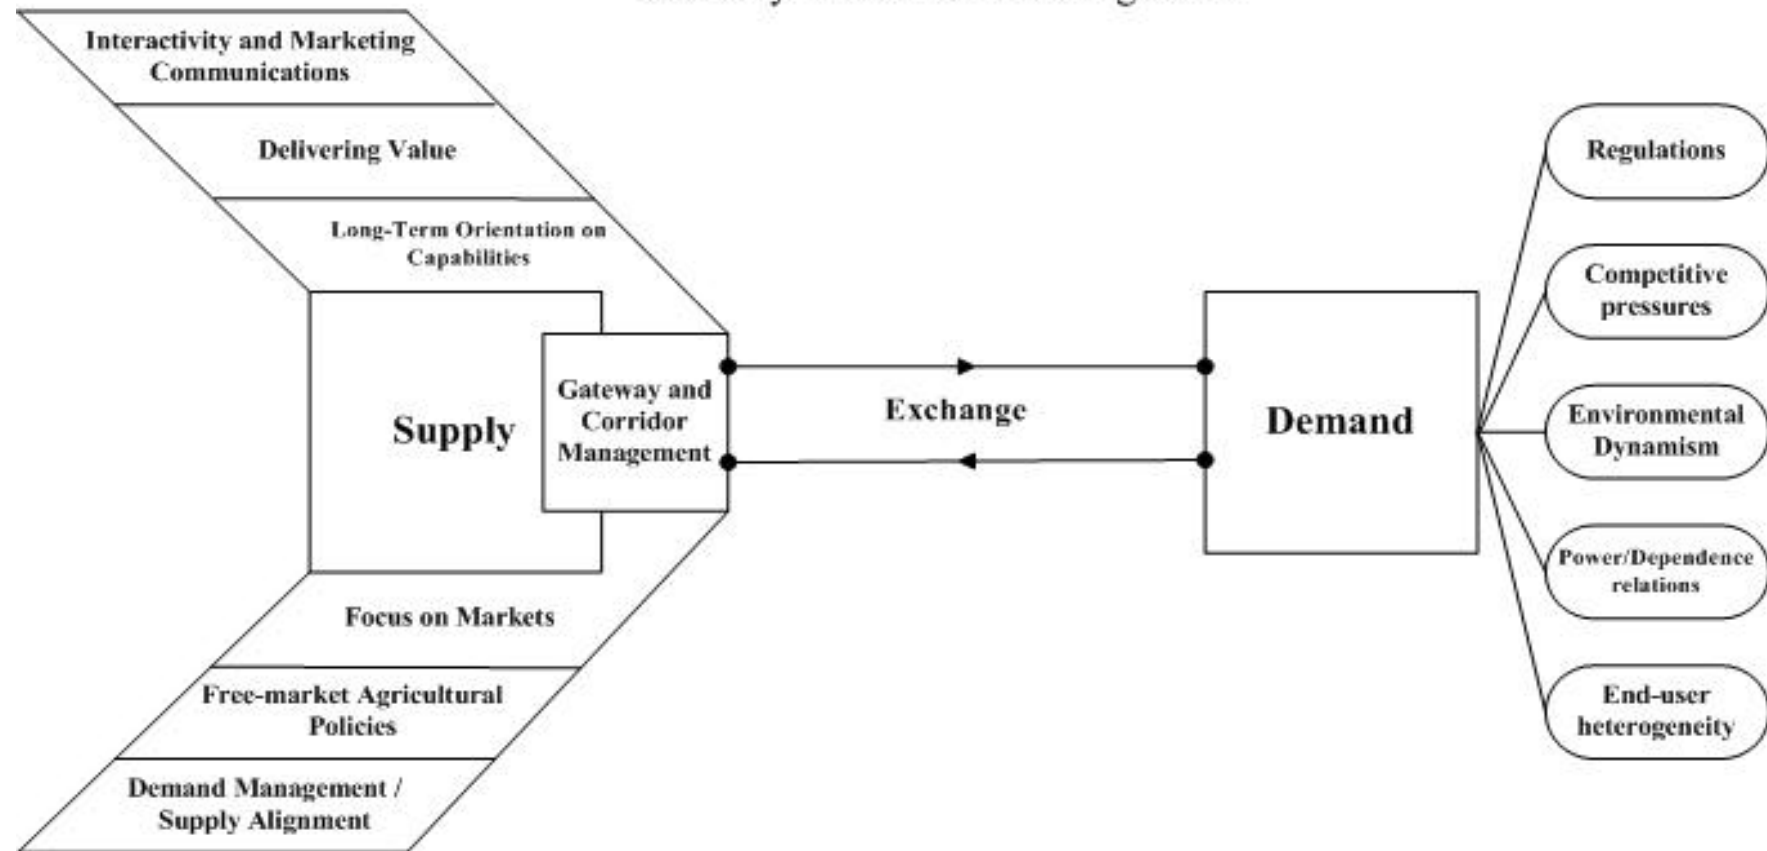 Interactivity and Marketing
Communications
Delivering Value
Long-Term Orientation on
Capabilities
Supply
Gateway and
Corridor
Management
Focus on Markets
Free-market Agricultural
Policies
Demand Management /
Supply Alignment
Exchange
Demand
Regulations
Competitive
pressures
Environmental
Dynamism
Power/Dependence
relations
End-user
heterogeneity